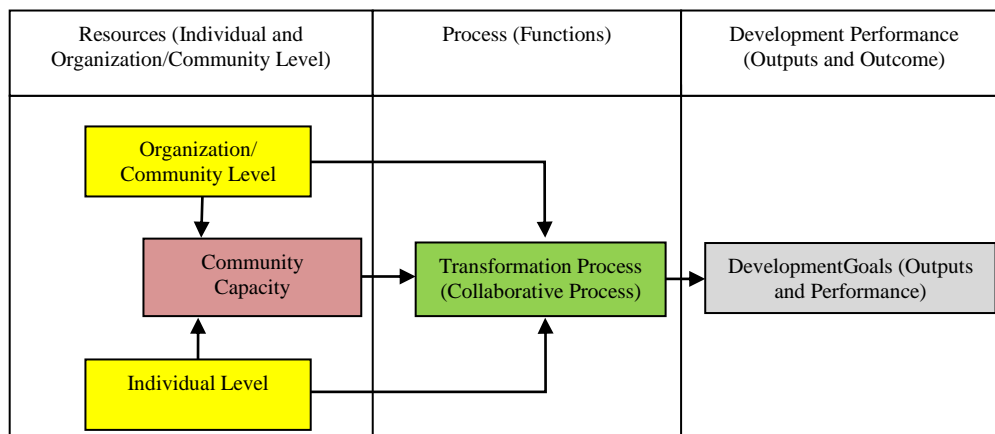 Resources (Individual and
Organization/Community Level)
Process (Functions)
Development Performance
(Outputs and Outcome)
Organization/
Community Level
Community
Capacity
Transformation Process
(Collaborative Process)
DevelopmentGoals (Outputs
and Performance)
Individual Level